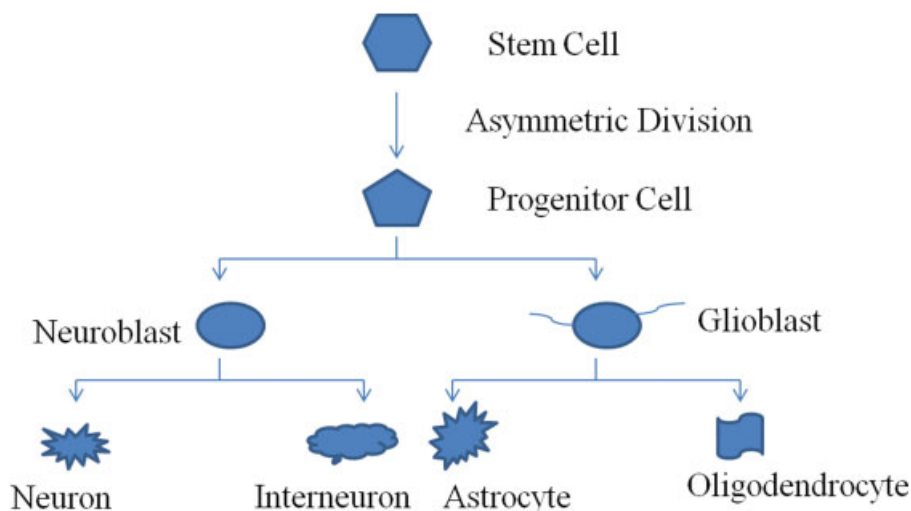 Stem Cell
Asymmetric Division
Progenitor Cell
Neuroblast
Glioblast
Neuron
Interneuron
Astrocyte
Oligodendrocyte